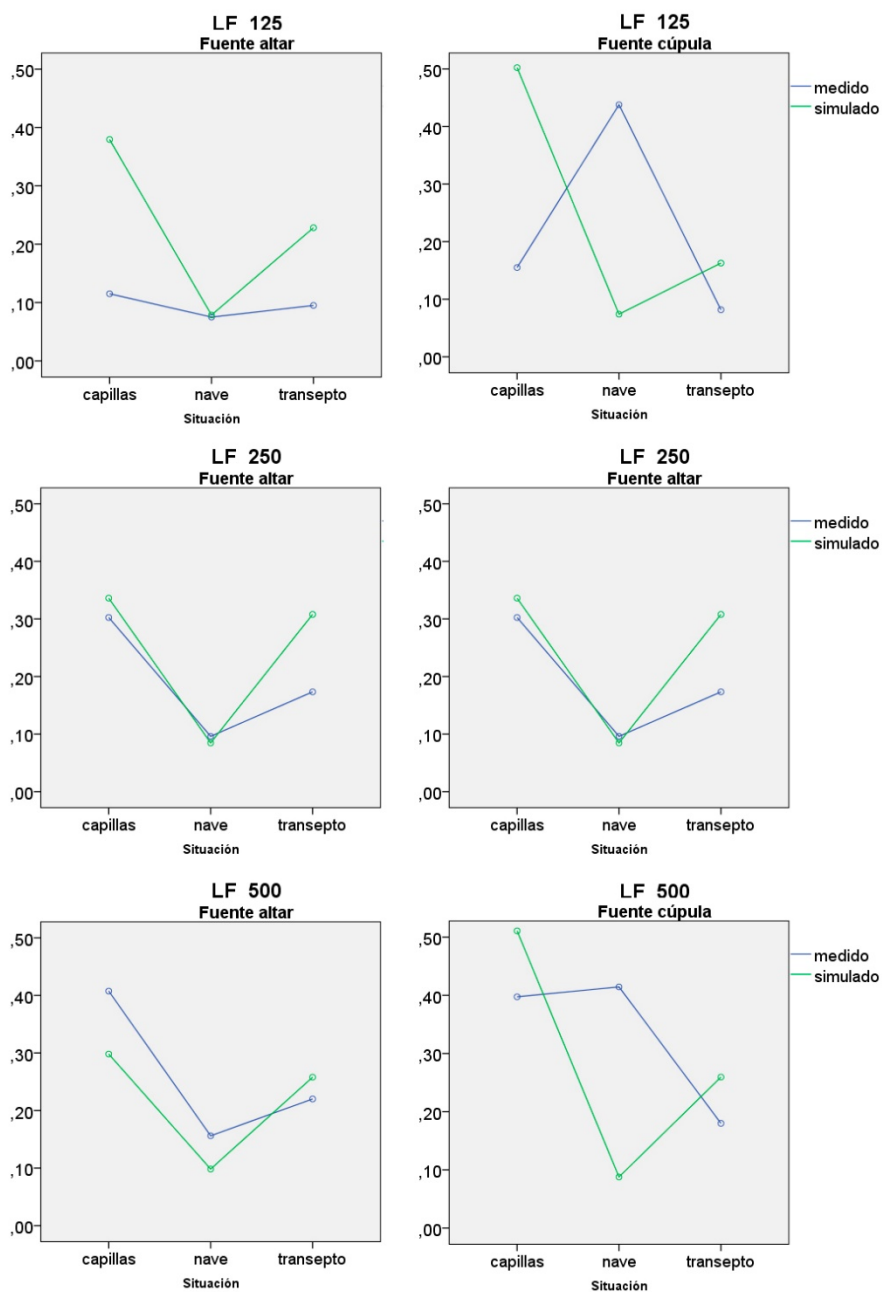 LF 125
Fuente altar
,50
,40
,30
,20
,10
,00
capillas nave transepto
Situación
LF 125
Fuente cúpula
,50
,40
,30
,20
,10
,00
capillas nave transepto
Situación
medido
simulado
LF 250
Fuente altar
,50
,40
,30
,20
,10
,00
capillas nave transepto
Situación
LF 250
Fuente altar
,50
,40
,30
,20
,10
,00
capillas nave transepto
Situación
medido
simulado
LF 500
Fuente altar
,50
,40
,30
,20
,10
,00
capillas nave transepto
Situación
LF 500
Fuente cúpula
,50
,40
,30
,20
,10
,00
capillas nave transepto
Situación
medido
simulado